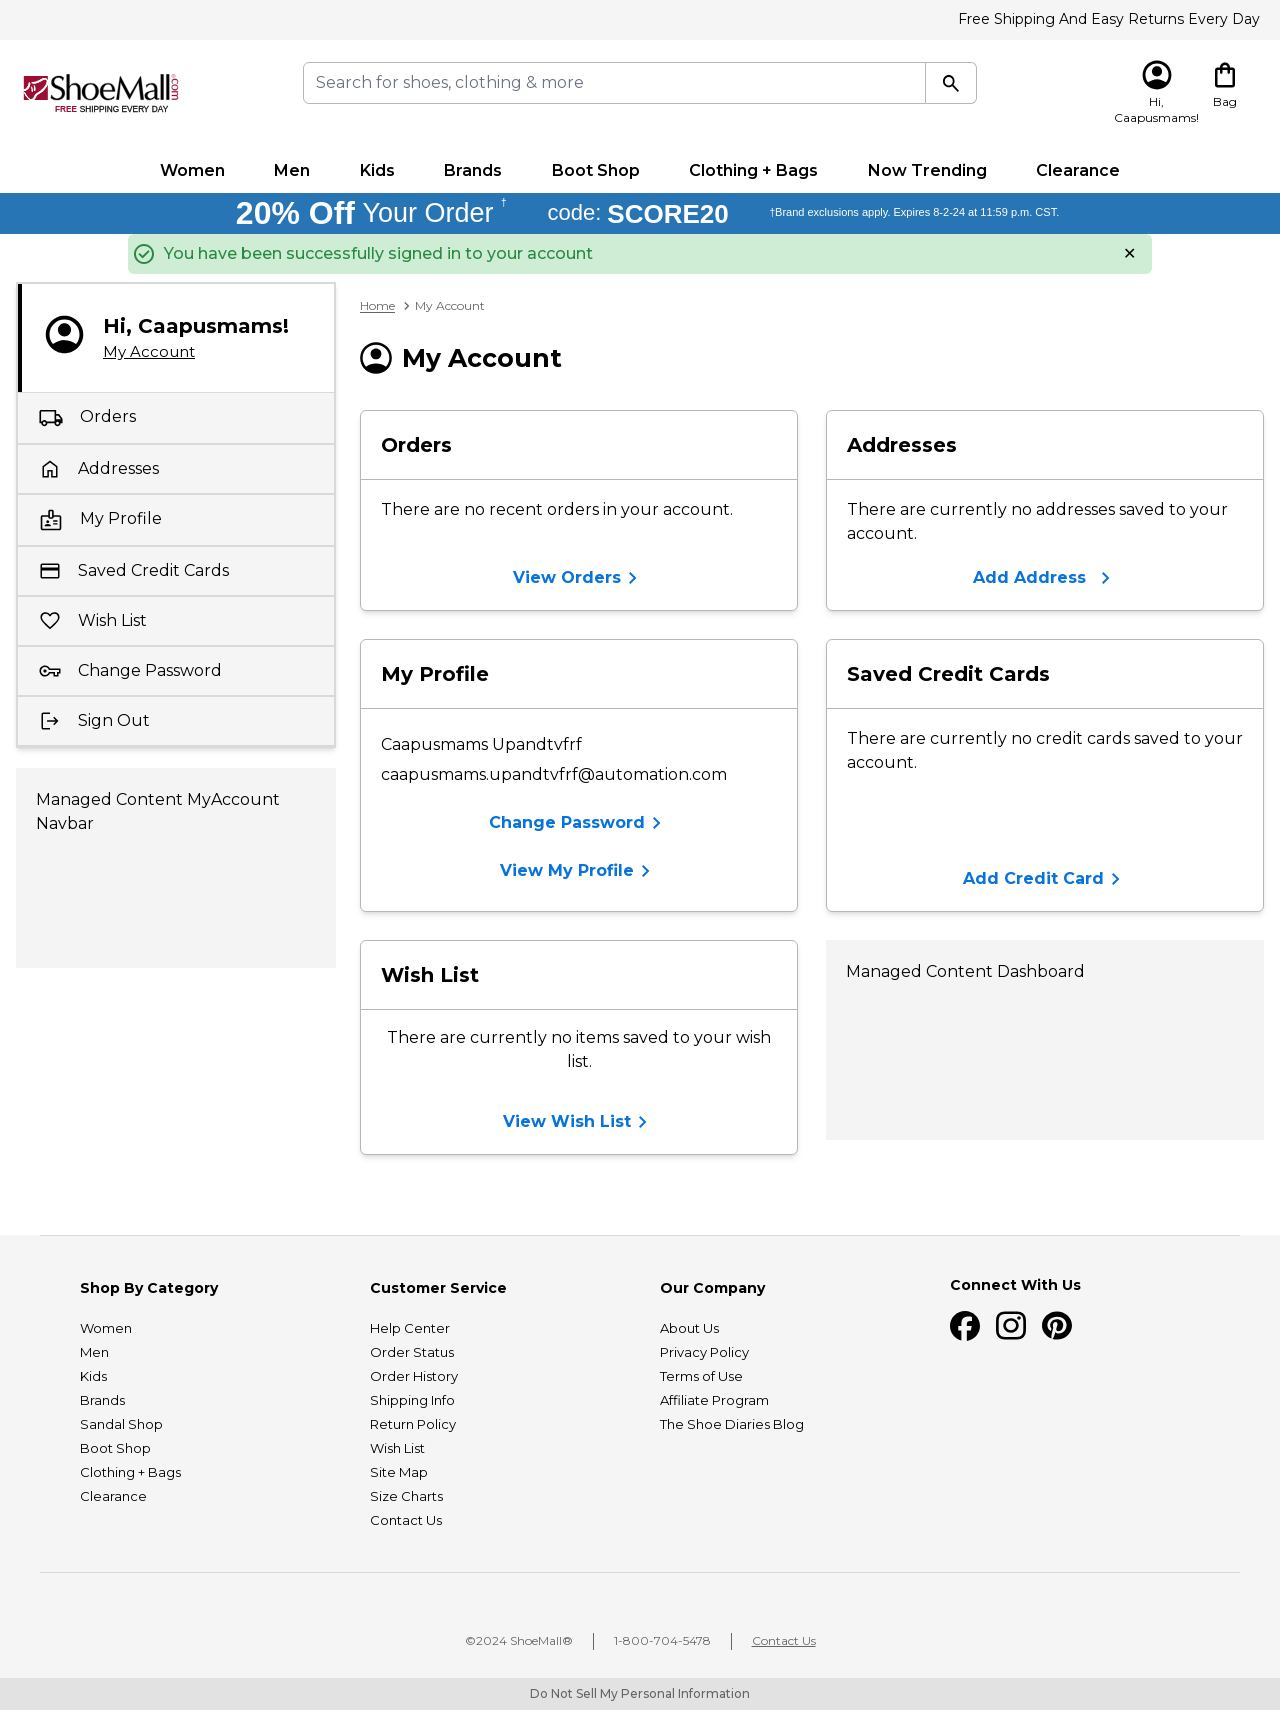 Free Shipping And Easy Returns Every Day
ShoeMall.com
FREE SHIPPING EVERY DAY
Search for shoes, clothing & more
Hi,
Caapusmams!
Bag
Women Men Kids Brands Boot Shop Clothing + Bags Now Trending Clearance
20% Off Your Order † code: SCORE20 †Brand exclusions apply. Expires 8-2-24 at 11:59 p.m. CST.
You have been successfully signed in to your account
Hi, Caapusmams!
My Account
Orders
Addresses
My Profile
Saved Credit Cards
Wish List
Change Password
Sign Out
Managed Content MyAccount
Navbar
Home My Account
My Account
Orders
There are no recent orders in your account.
View Orders
Addresses
There are currently no addresses saved to your
account.
Add Address
My Profile
Caapusmams Upandtvfrf
caapusmams.upandtvfrf@automation.com
Change Password
View My Profile
Saved Credit Cards
There are currently no credit cards saved to your
account.
Add Credit Card
Wish List
There are currently no items saved to your wish
list.
View Wish List
Managed Content Dashboard
Shop By Category
Women
Men
Kids
Brands
Sandal Shop
Boot Shop
Clothing + Bags
Clearance
Customer Service
Help Center
Order Status
Order History
Shipping Info
Return Policy
Wish List
Site Map
Size Charts
Contact Us
Our Company
About Us
Privacy Policy
Terms of Use
Affiliate Program
The Shoe Diaries Blog
Connect With Us
©2024 ShoeMall® 1-800-704-5478 Contact Us
Do Not Sell My Personal Information